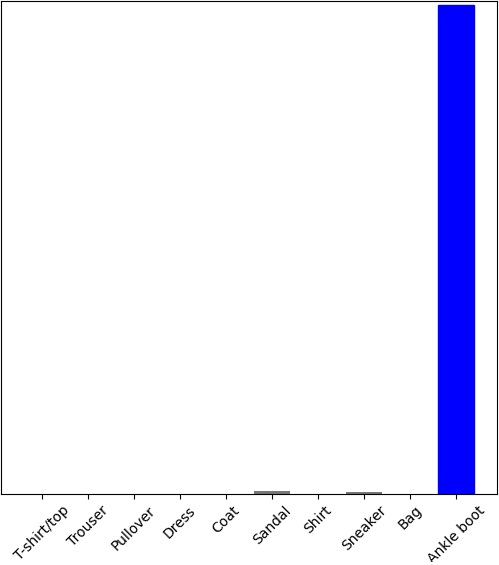 T-shirt/top
Trouser
Pullover
Dress
Coat
Sandal
Shirt
Sneaker
Bag
Ankle boot